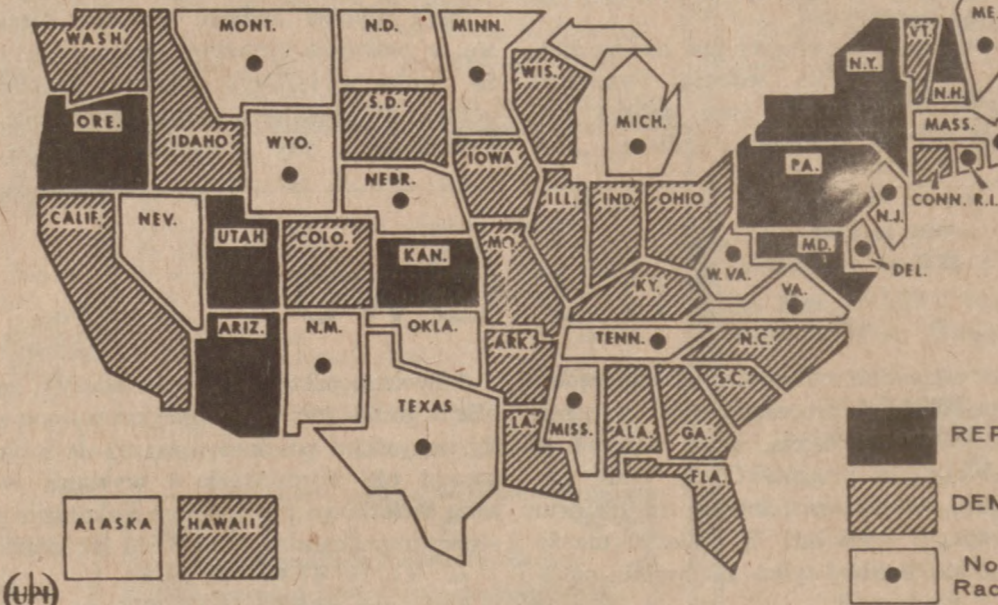 WASH.
MONT.
N.D.
MINN.
ME.
VT.
N.Y.
N.H.
WIS.
S.D.
ORE.
IDAHO
WYO.
MICH.
MASS.
IOWA
PA.
NEBR.
CONN. R.I.
ILL.
IND.
OHIO
N.J.
CALIF.
NEV.
UTAH
COLO.
KAN.
MO.
MD.
W.VA.
DEL.
KY.
VA.
ARIZ.
N.M.
OKLA.
ARK.
TENN.
N.C.
S.C.
TEXAS
LA.
MISS.
ALA.
GA.
FLA.
REP
DEM
ALASKA
HAWAII
No
Rac
(UPI)